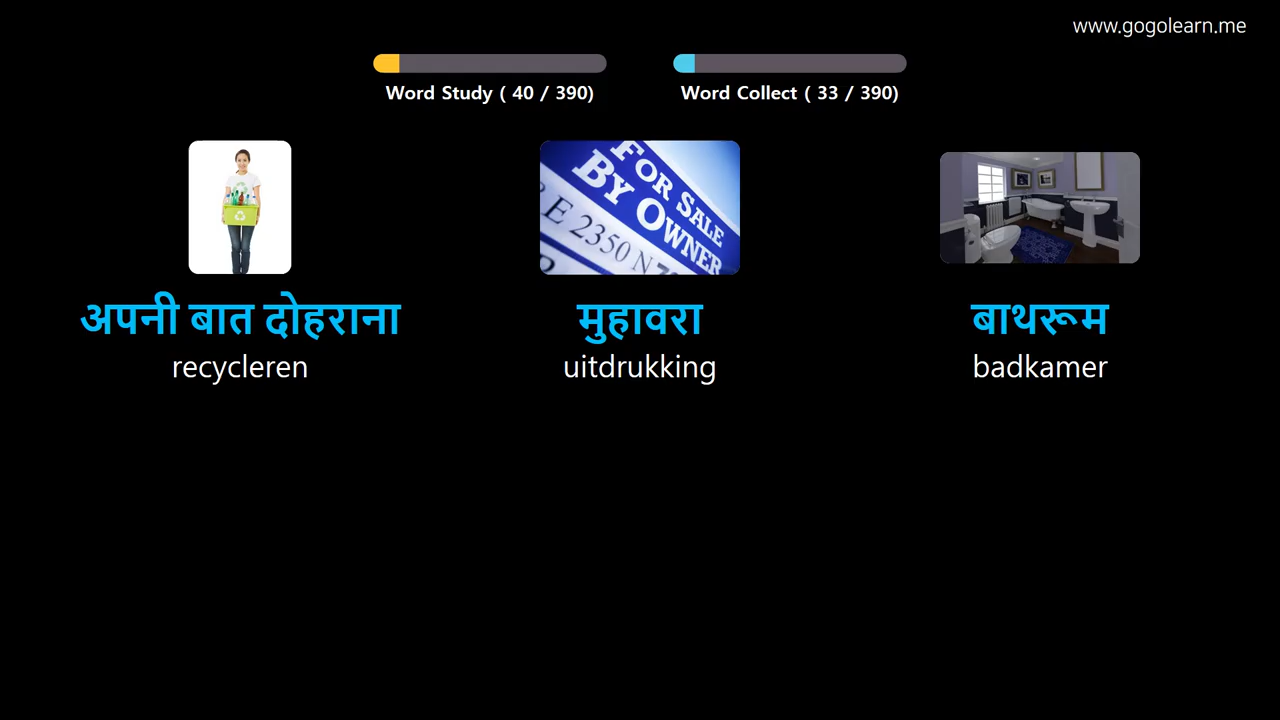 www.gogolearn.me
Word Study ( 40 / 390)
Word Collect ( 33 / 390)
FOR SALE
BY OWNER
E 2350 N
अपनी बात दोहराना
recycleren
मुहावरा
uitdrukking
बाथरूम
badkamer